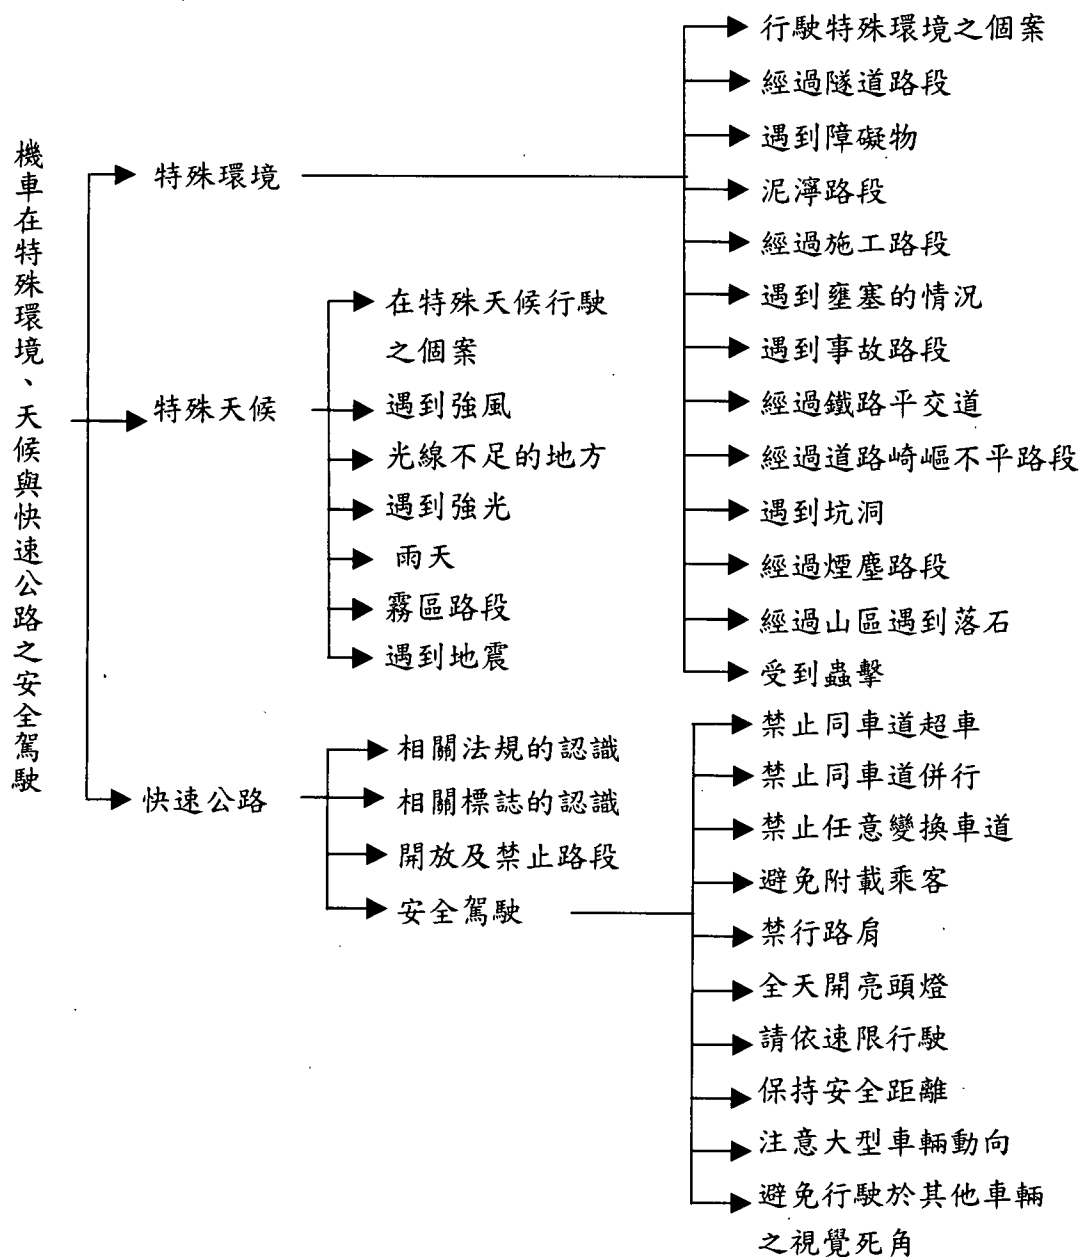 機車在特殊環境、天候與快速公路之安全駕駛
特殊環境
行駛特殊環境之個案
經過隧道路段
遇到障礙物
泥濘路段
經過施工路段
遇到壅塞的情況
遇到事故路段
經過鐵路平交道
經過道路崎嶇不平路段
遇到坑洞
經過煙塵路段
經過山區遇到落石
受到蟲擊
特殊天候
在特殊天候行駛
之個案
遇到強風
光線不足的地方
遇到強光
雨天
霧區路段
遇到地震
快速公路
相關法規的認識
相關標誌的認識
開放及禁止路段
安全駕駛
禁止同車道超車
禁止同車道併行
禁止任意變換車道
避免附載乘客
禁行路肩
全天開亮頭燈
請依速限行駛
保持安全距離
注意大型車輛動向
避免行駛於其他車輛
之視覺死角